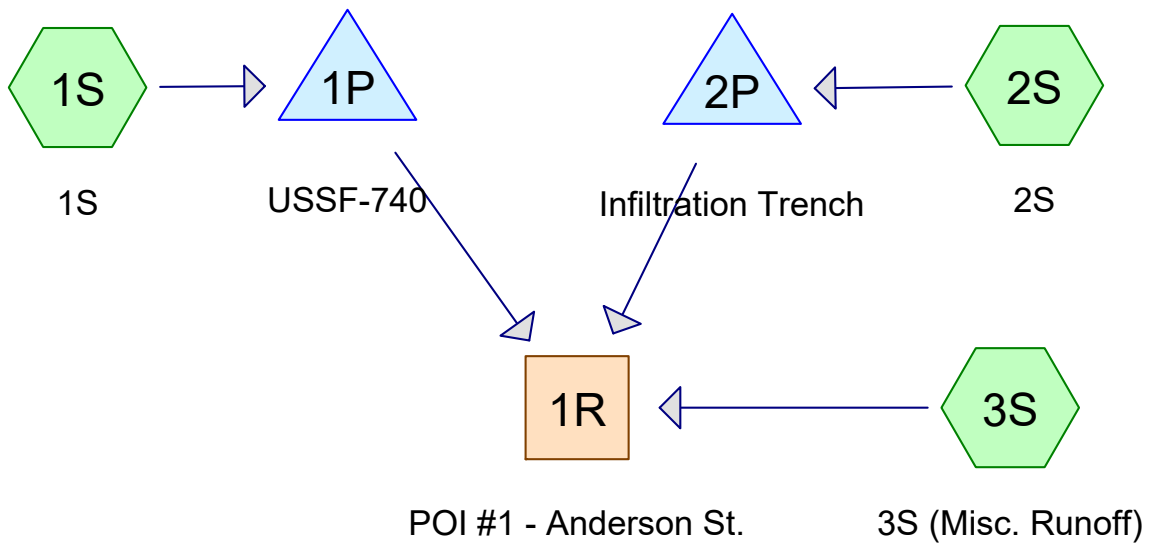 1S
1P
2P
2S
1S
USSF-740
Infiltration Trench
2S
1R
3S
POI #1 - Anderson St.
3S (Misc. Runoff)